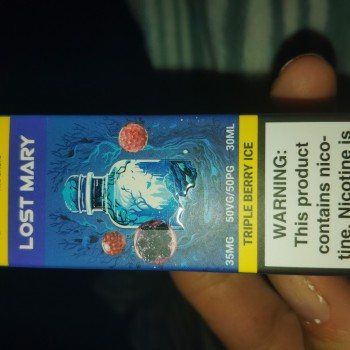 LOST MARY
35MG 50VG/50PG 30ML
TRIPLE BERRY ICE
WARNING:
This product
contains nico-
tine. Nicotine is